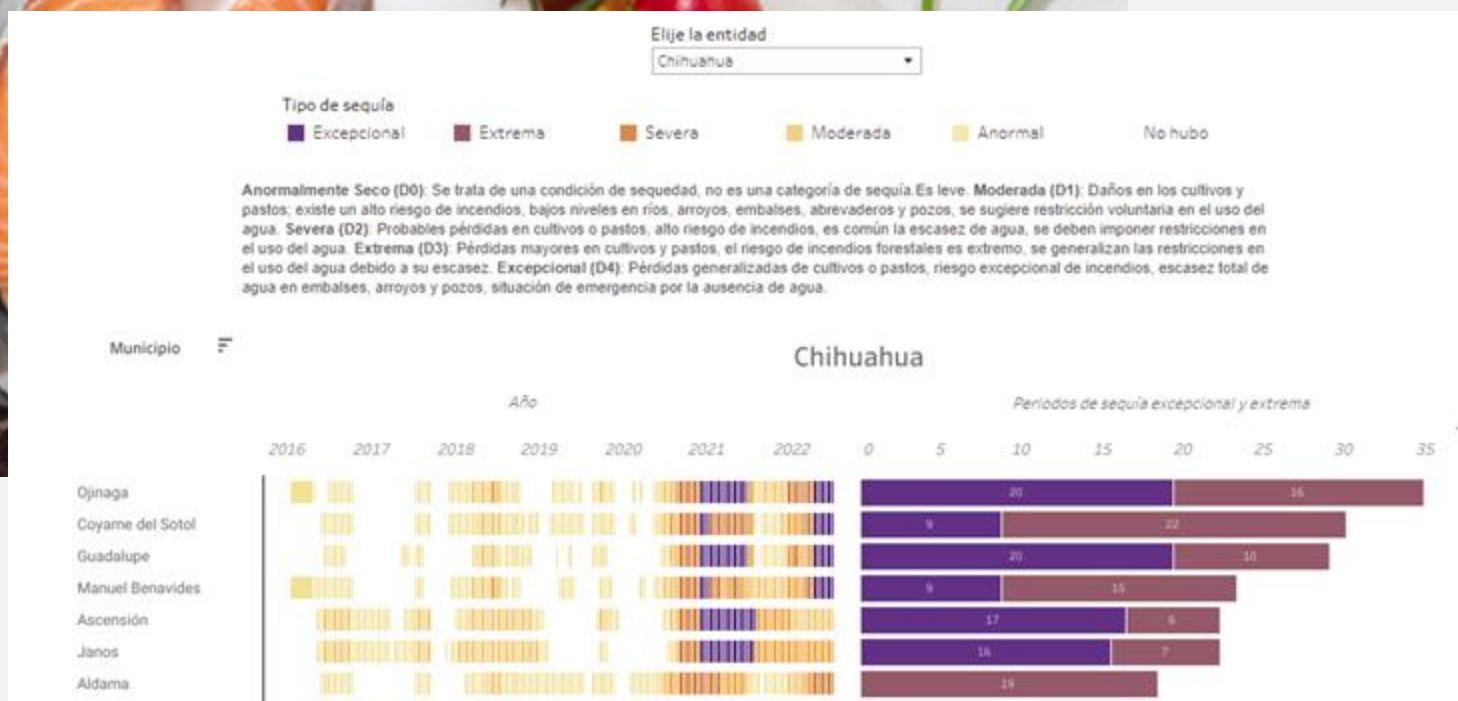 Elije la entidad
Chihuahua
Tipo de sequía
Excepcional Extrema Severa Moderada Anormal No hubo
Anormalmente Seco (D0): Se trata de una condición de sequedad, no es una categoría de sequía.Es leve. Moderada (D1): Daños en los cultivos y
pastos; existe un alto riesgo de incendios, bajos niveles en ríos, arroyos, embalses, abrevaderos y pozos, se sugiere restricción voluntaria en el uso del
agua. Severa (D2): Probables pérdidas en cultivos o pastos, alto riesgo de incendios, es común la escasez de agua, se deben imponer restricciones en
el uso del agua. Extrema (D3): Pérdidas mayores en cultivos y pastos, el riesgo de incendios forestales es extremo, se generalizan las restricciones en
el uso del agua debido a su escasez. Excepcional (D4): Pérdidas generalizadas de cultivos o pastos, riesgo excepcional de incendios, escasez total de
agua en embalses, arroyos y pozos, situación de emergencia por la ausencia de agua.
Municipio
Chihuahua
Año Periodos de sequía excepcional y extrema
2016 2017 2018 2019 2020 2021 2022 0 5 10 15 20 25 30 35
Ojinaga 20 16
Coyame del Sotol 9 22
Guadalupe 20 10
Manuel Benavides 9 15
Ascensión 17 6
Janos 16 7
Aldama 19